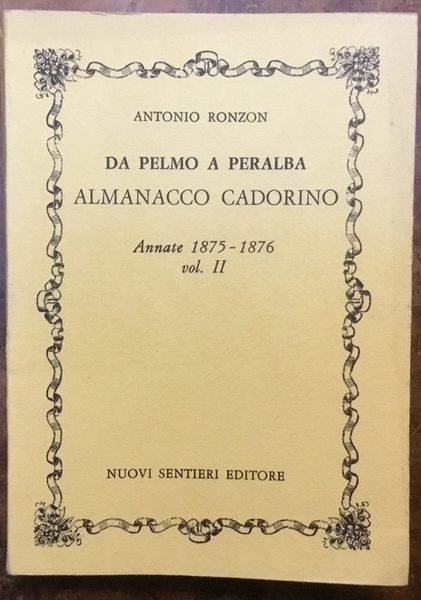 ANTONIO RONZON
DA PELMO A PERALBA
ALMANACCO CADORINO
Annate 1875-1876
vol. II
NUOVI SENTIERI EDITORE